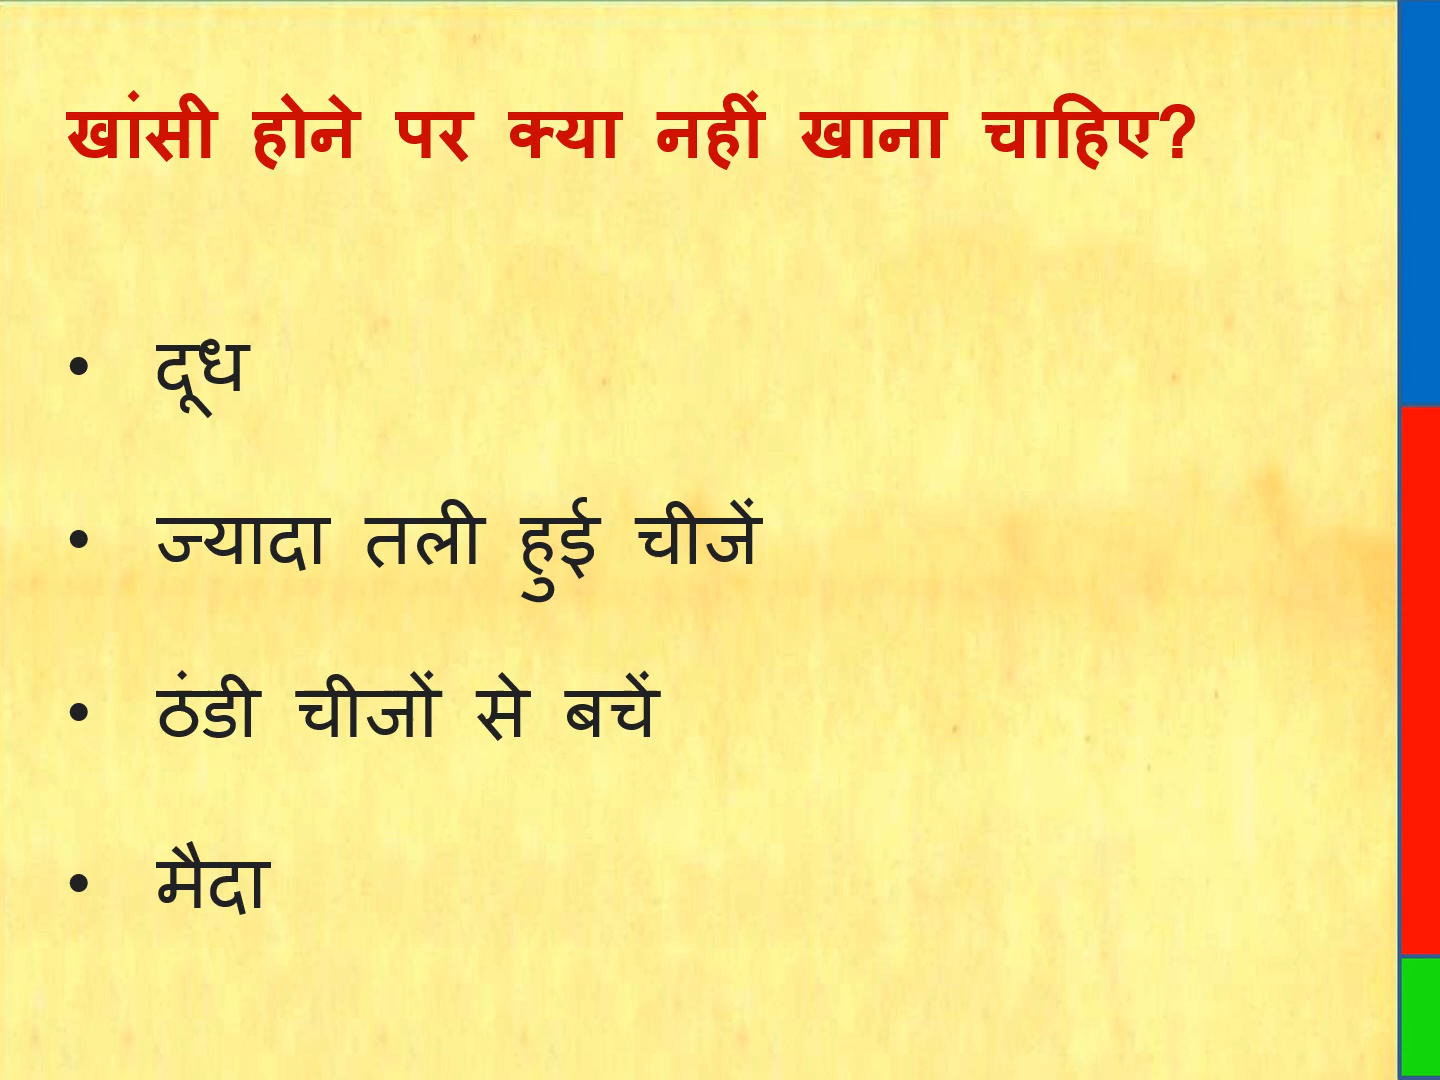 खांसी होने पर क्या नहीं खाना चाहिए?
• दूध
• ज्यादा तली हुई चीजें
• ठंडी चीजों से बचें
• मैदा